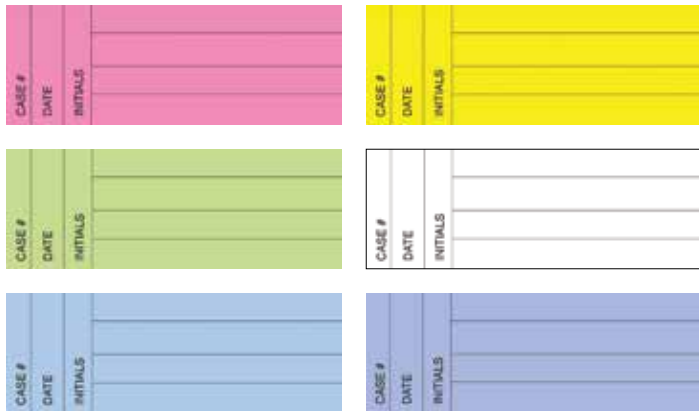 CASE #
DATE
INITIALS
CASE #
DATE
INITIALS
CASE #
DATE
INITIALS
CASE #
DATE
INITIALS
CASE #
DATE
INITIALS
CASE #
DATE
INITIALS